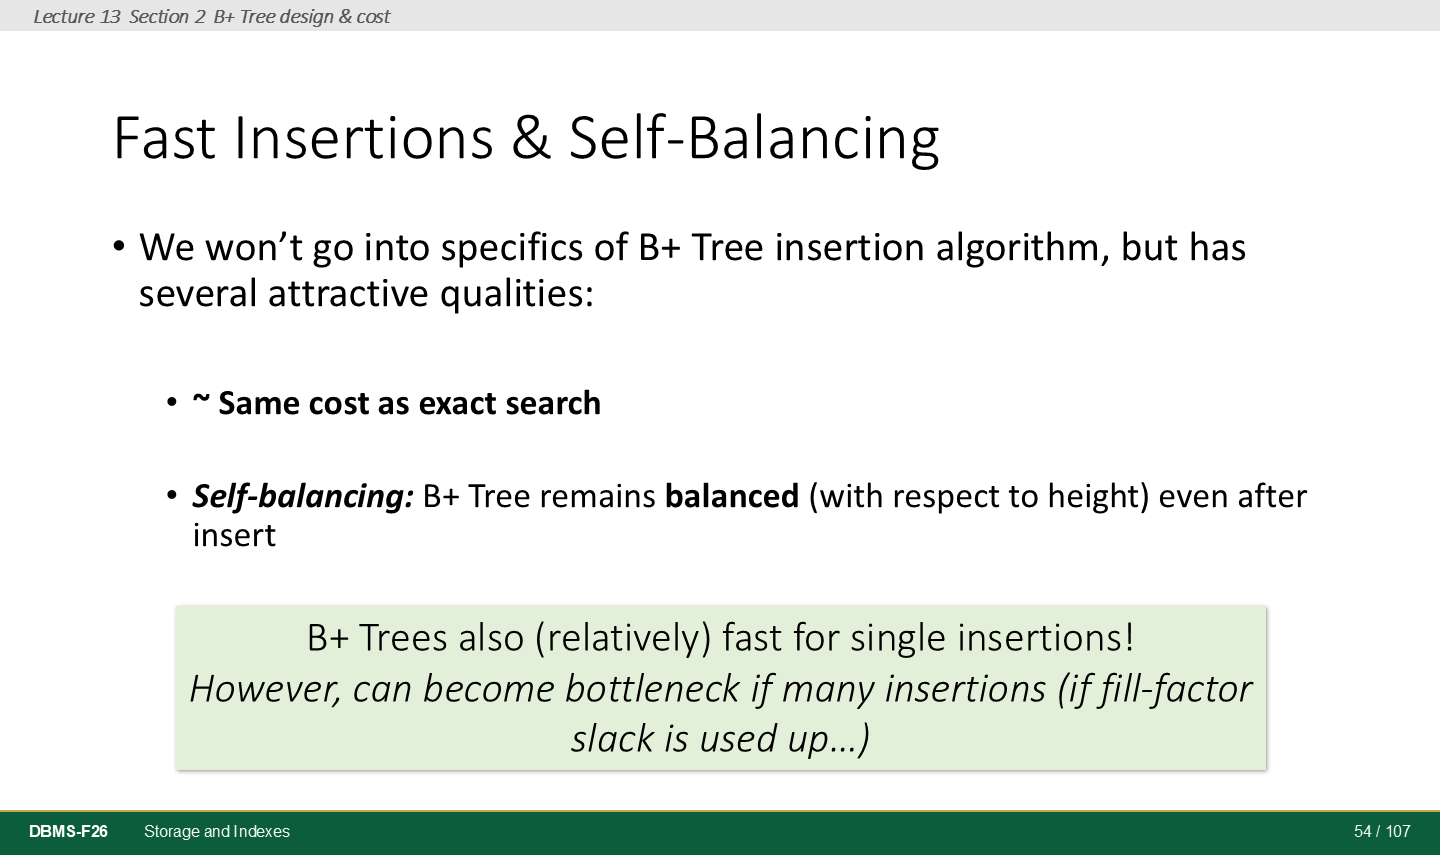 Lecture 13 Section 2 B+ Tree design & cost
Fast Insertions & Self-Balancing
• We won’t go into specifics of B+ Tree insertion algorithm, but has
several attractive qualities:
• ~ Same cost as exact search
• Self-balancing: B+ Tree remains balanced (with respect to height) even after
insert
B+ Trees also (relatively) fast for single insertions!
However, can become bottleneck if many insertions (if fill-factor
slack is used up…)
DBMS-F26 Storage and Indexes 54 / 107